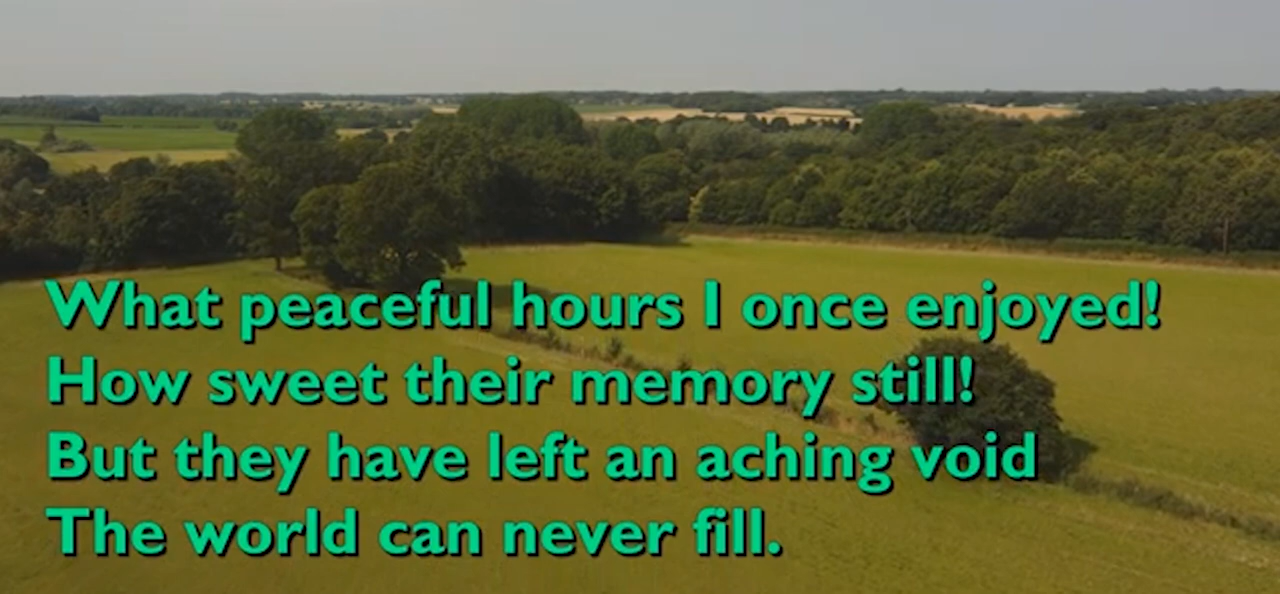 What peaceful hours I once enjoyed!
How sweet their memory still!
But they have left an aching void
The world can never fill.